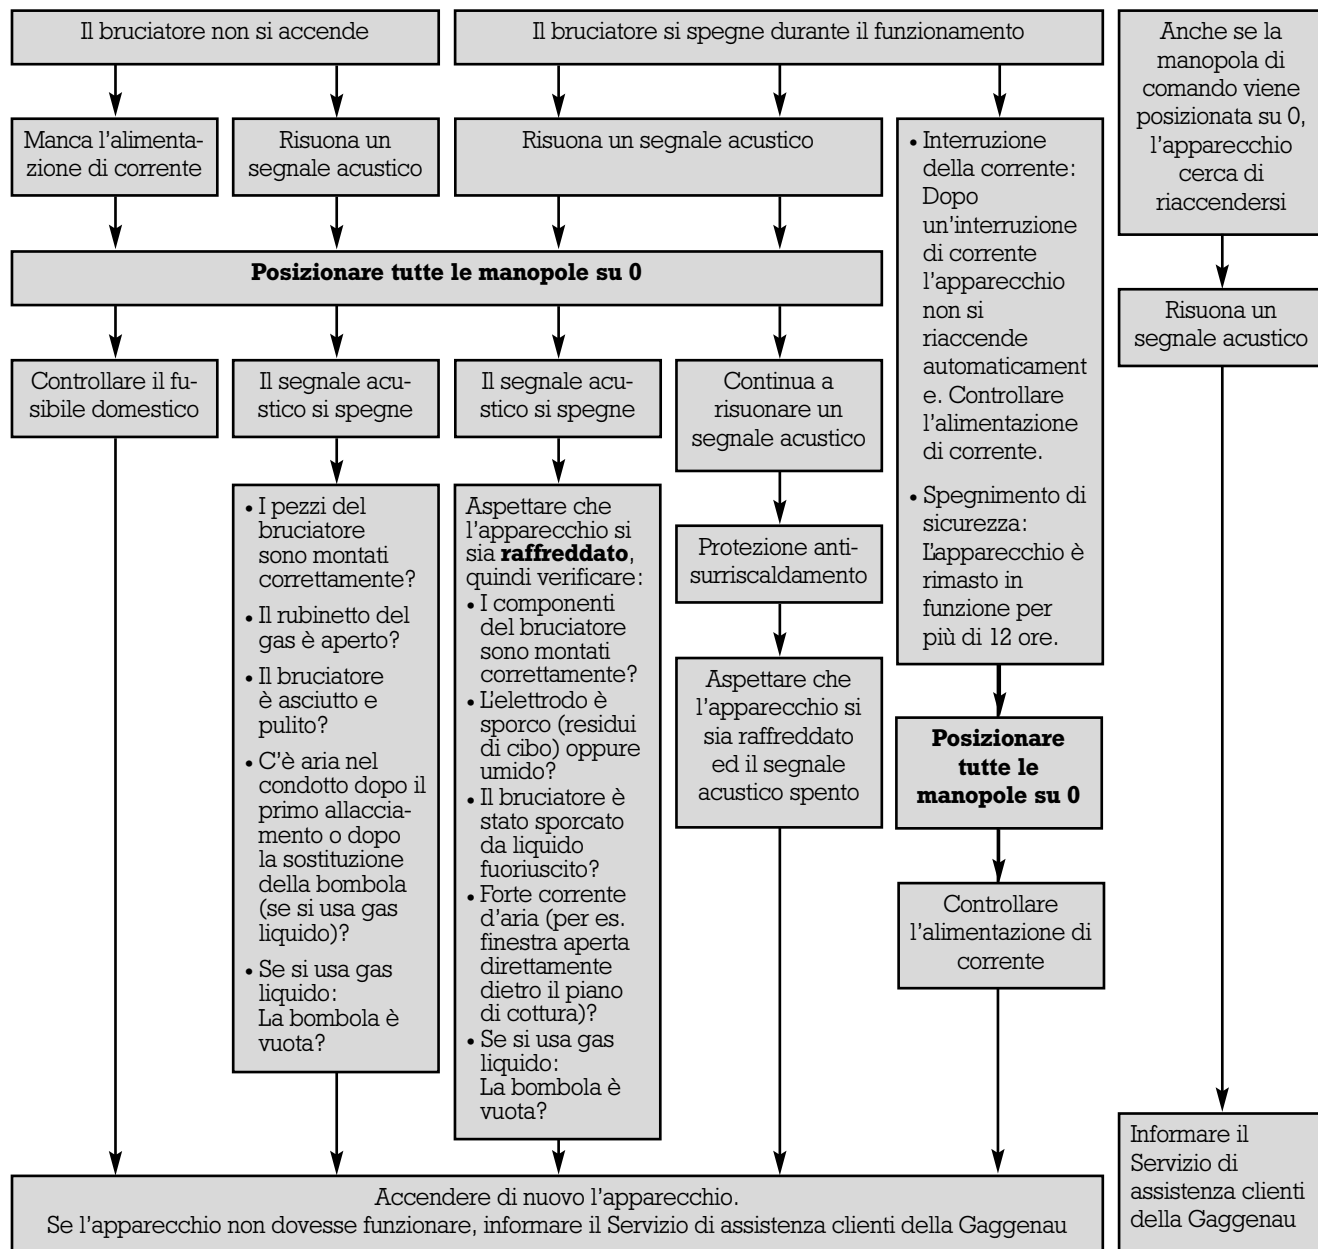 Il bruciatore non si accende
Il bruciatore si spegne durante il funzionamento
Anche se la
manopola di
comando viene
posizionata su 0,
l'apparecchio
cerca di
riaccendersi
Manca l'alimenta-
zione di corrente
Risuona un
segnale acustico
Risuona un segnale acustico
• Interruzione
della corrente:
Dopo
un'interruzione
di corrente
l'apparecchio
non si
riaccende
automaticament
e. Controllare
l'alimentazione
di corrente.
• Spegnimento di
sicurezza:
L'apparecchio è
rimasto in
funzione per
più di 12 ore.
Posizionare tutte le manopole su 0
Risuona un
segnale acustico
Controllare il fu-
sibile domestico
Il segnale acu-
stico si spegne
Il segnale acu-
stico si spegne
Continua a
risuonare un
segnale acustico
• I pezzi del
bruciatore
sono montati
correttamente?
• Il rubinetto del
gas è aperto?
• Il bruciatore
è asciutto e
pulito?
• C'è aria nel
condotto dopo il
primo allaccia-
mento o dopo
la sostituzione
della bombola
(se si usa gas
liquido)?
• Se si usa gas
liquido:
La bombola è
vuota?
Aspettare che
l'apparecchio si
sia raffreddato,
quindi verificare:
• I componenti
del bruciatore
sono montati
correttamente?
• L'elettrodo è
sporco (residui
di cibo) oppure
umido?
• Il bruciatore è
stato sporcato
da liquido
fuoriuscito?
• Forte corrente
d'aria (per es.
finestra aperta
direttamente
dietro il piano
di cottura)?
• Se si usa gas
liquido:
La bombola è
vuota?
Protezione anti-
surriscaldamento
Aspettare che
l'apparecchio si
sia raffreddato
ed il segnale
acustico spento
Posizionare
tutte le
manopole su 0
Controllare
l'alimentazione di
corrente
Informare il
Servizio di
assistenza clienti
della Gaggenau
Accendere di nuovo l'apparecchio.
Se l'apparecchio non dovesse funzionare, informare il Servizio di assistenza clienti della Gaggenau